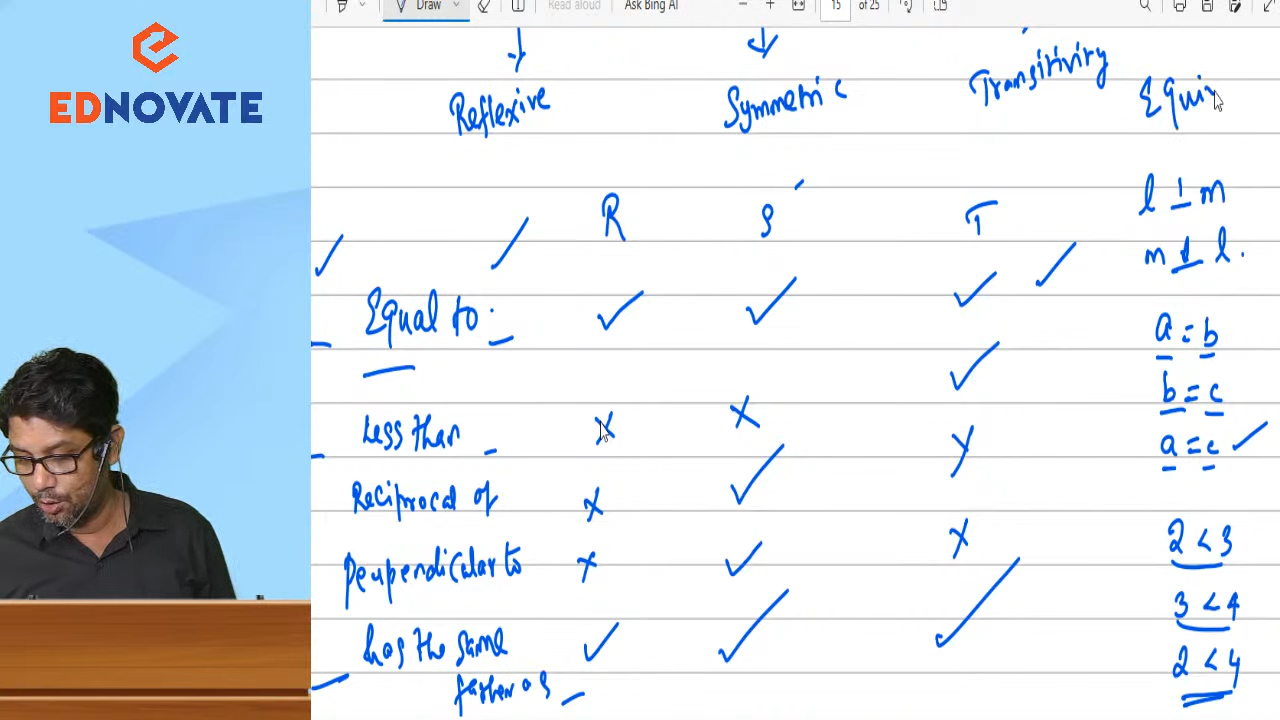 Draw
Read aloud
Ask Bing AI
15 of 25
EDNOVATE
Reflexive Symmetric Transitivity Equiv
R S T
l ⊥ m
m ⊥ l.
Equal to ✓ ✓ ✓
a = b
b = c
a = c ✓
Less than x x ✓
Reciprocal of x ✓ x
perpendicular to x ✓ x
has the same father as ✓ ✓ ✓
2 < 3
3 < 4
2 < 4